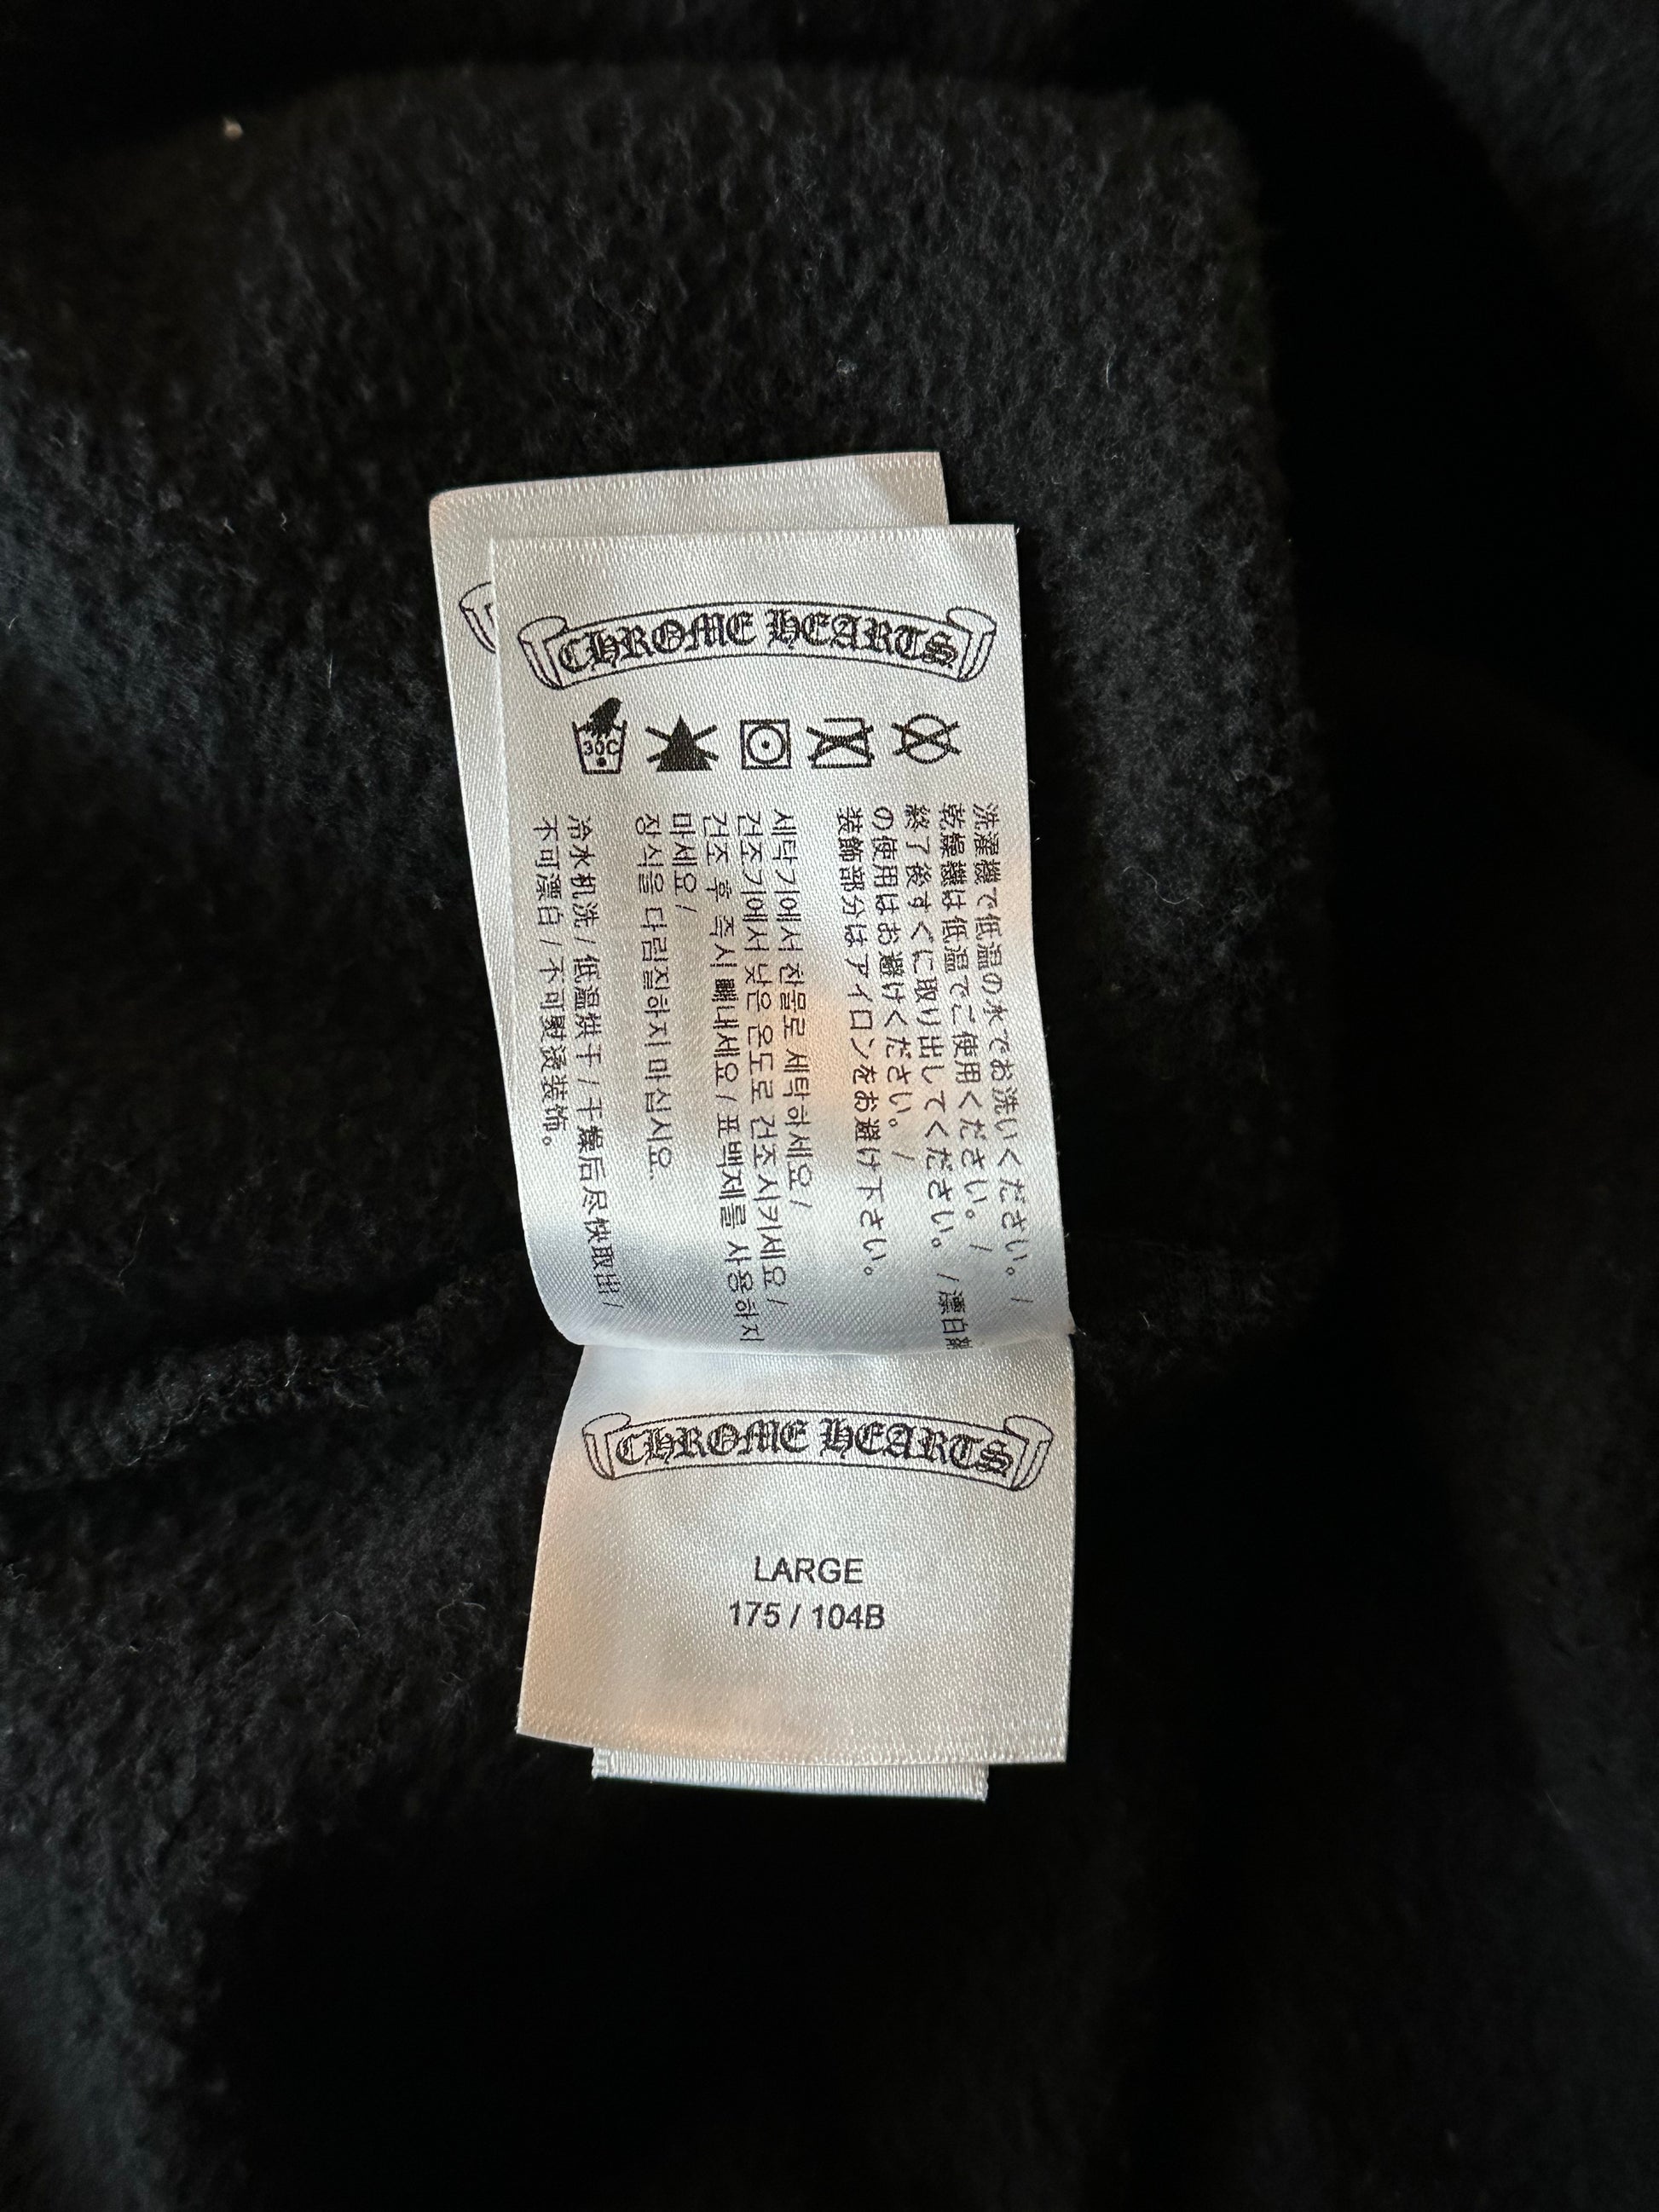 CHROME HEARTS
30C
洗濯機で低温の水でお洗いください。/
乾燥機は低温でご使用ください。/
終了後すぐに取り出してください。/漂白剤
の使用はお避けください。/
装飾部分はアイロンをお避け下さい。
세탁기에서 찬물로 세탁하세요/
건조기에서 낮은 온도로 건조시키세요/
건조 후 즉시 빼내세요/표백제를 사용하지
마세요/
장식을 다림질하지 마십시요.
冷水机洗/低温烘干/干燥后尽快取出/
不可漂白/不可熨烫装饰。
CHROME HEARTS
LARGE
175 / 104B